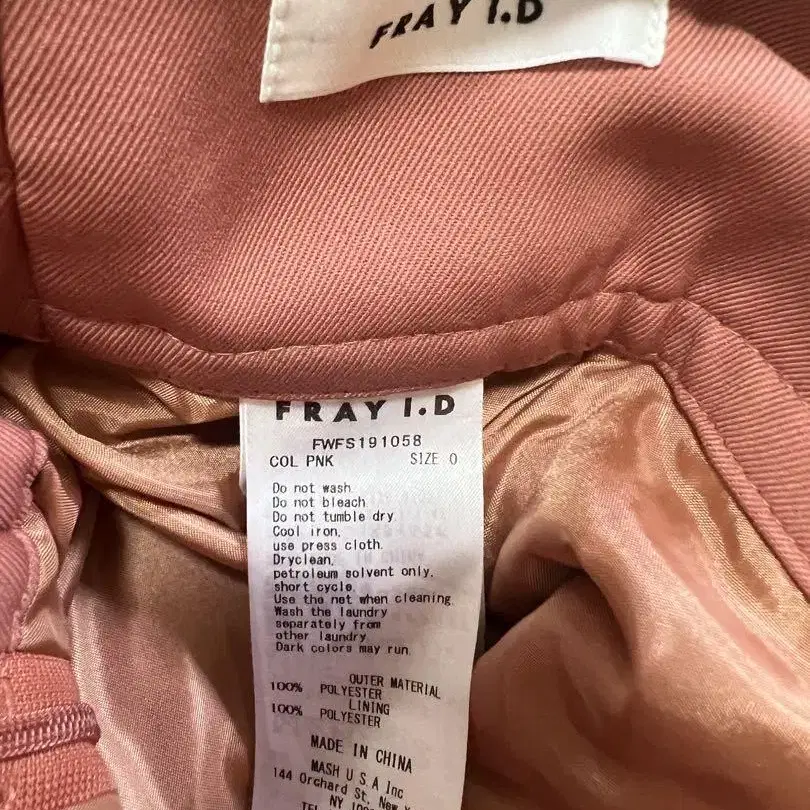 FRAY I.D
FRAY I.D
FWFS191058
COL PNK SIZE 0
Do not wash.
Do not bleach
Do not tumble dry.
Cool iron,
use press cloth.
Dryclean,
petroleum solvent only,
short cycle
Use the net when cleaning.
Wash the laundry
separately from
other laundry
Dark colors may run.
OUTER MATERIAL
100% POLYESTER
LINING
100% POLYESTER
MADE IN CHINA
MASH U S A Inc
144 Orchard St. New
NY
TEL